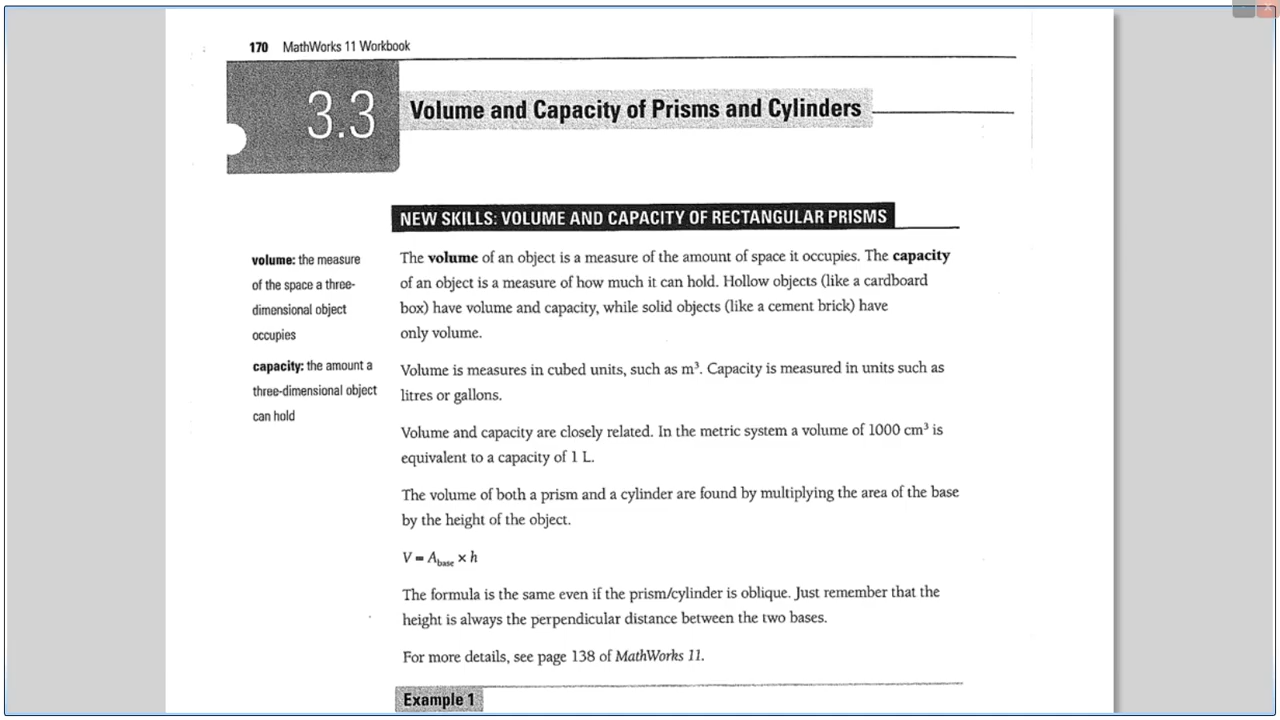 170 MathWorks 11 Workbook
3.3
Volume and Capacity of Prisms and Cylinders
NEW SKILLS: VOLUME AND CAPACITY OF RECTANGULAR PRISMS
volume: the measure
of the space a three-
dimensional object
occupies
capacity: the amount a
three-dimensional object
can hold
The volume of an object is a measure of the amount of space it occupies. The capacity
of an object is a measure of how much it can hold. Hollow objects (like a cardboard
box) have volume and capacity, while solid objects (like a cement brick) have
only volume.
Volume is measures in cubed units, such as m³. Capacity is measured in units such as
litres or gallons.
Volume and capacity are closely related. In the metric system a volume of 1000 cm³ is
equivalent to a capacity of 1 L.
The volume of both a prism and a cylinder are found by multiplying the area of the base
by the height of the object.
V = A_base × h
The formula is the same even if the prism/cylinder is oblique. Just remember that the
height is always the perpendicular distance between the two bases.
For more details, see page 138 of MathWorks 11.
Example 1